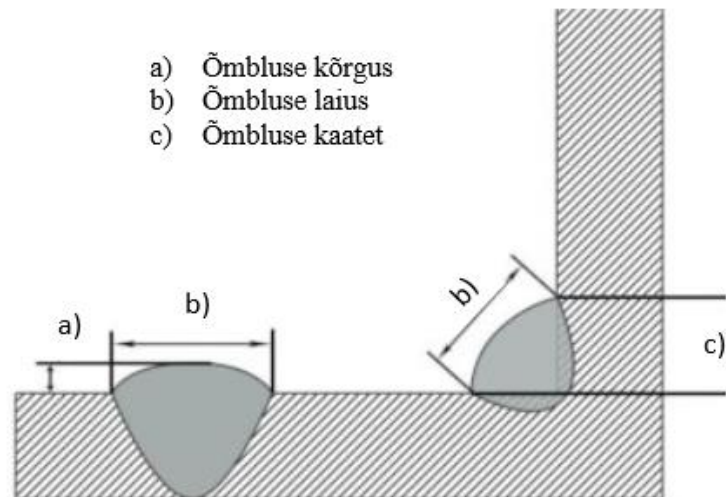 a) Õmbluse kõrgus
b) Õmbluse laius
c) Õmbluse kaatet
b)
b)
a)
c)